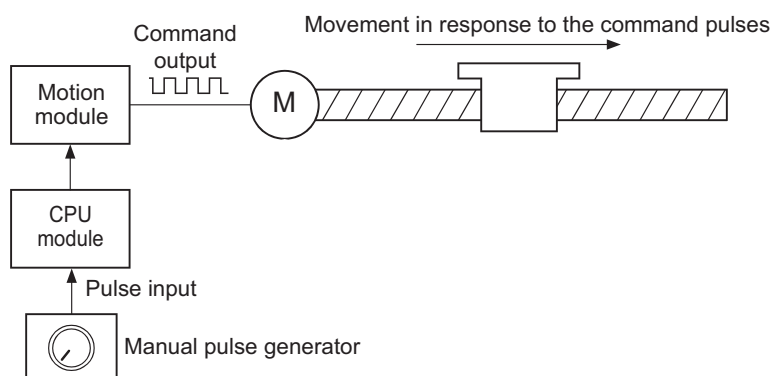 Movement in response to the command pulses
Command
output
Motion
module
M
CPU
module
Pulse input
Manual pulse generator